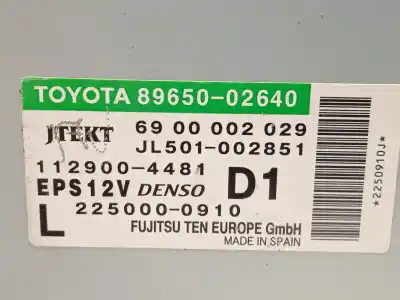 TOYOTA 89650-02640
JTEKT 69 00 002 029
JL501-002851
112900-4481
EPS12V DENSO D1
L 225000-0910
FUJITSU TEN EUROPE GmbH
MADE IN SPAIN
*2250910J*